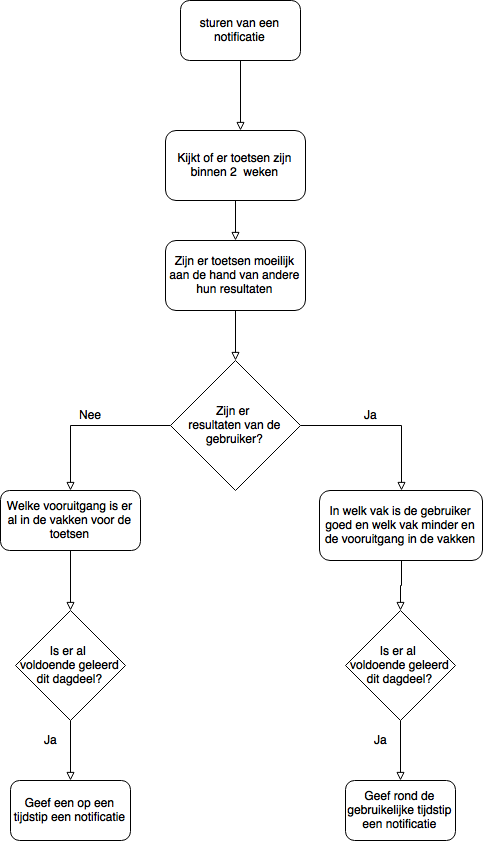 sturen van een
notificatie
Kijkt of er toetsen zijn
binnen 2 weken
Zijn er toetsen moeilijk
aan de hand van andere
hun resultaten
Zijn er
resultaten van de
gebruiker?
Nee
Ja
Welke vooruitgang is er
al in de vakken voor de
toetsen
In welk vak is de gebruiker
goed en welk vak minder en
de vooruitgang in de vakken
Is er al
voldoende geleerd
dit dagdeel?
Is er al
voldoende geleerd
dit dagdeel?
Ja
Ja
Geef een op een
tijdstip een notificatie
Geef rond de
gebruikelijke tijdstip
een notificatie